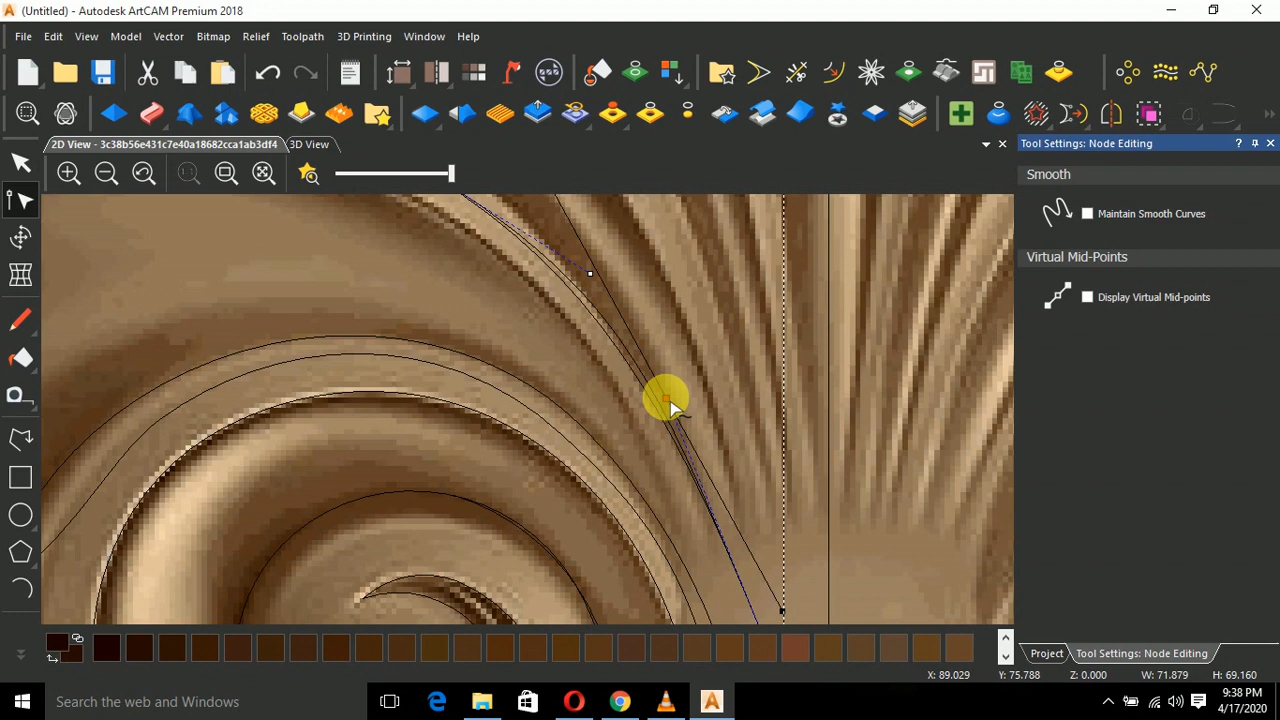 (Untitled) - Autodesk ArtCAM Premium 2018
File Edit View Model Vector Bitmap Relief Toolpath 3D Printing Window Help
2D View - 3c38b56e431c7e40a18682cca1ab3df4 3D View
Tool Settings: Node Editing
Smooth
Maintain Smooth Curves
Virtual Mid-Points
Display Virtual Mid-points
Project Tool Settings: Node Editing
X: 89.029 Y: 75.788 Z: 0.000 W: 71.879 H: 69.160
Search the web and Windows
9:38 PM
4/17/2020